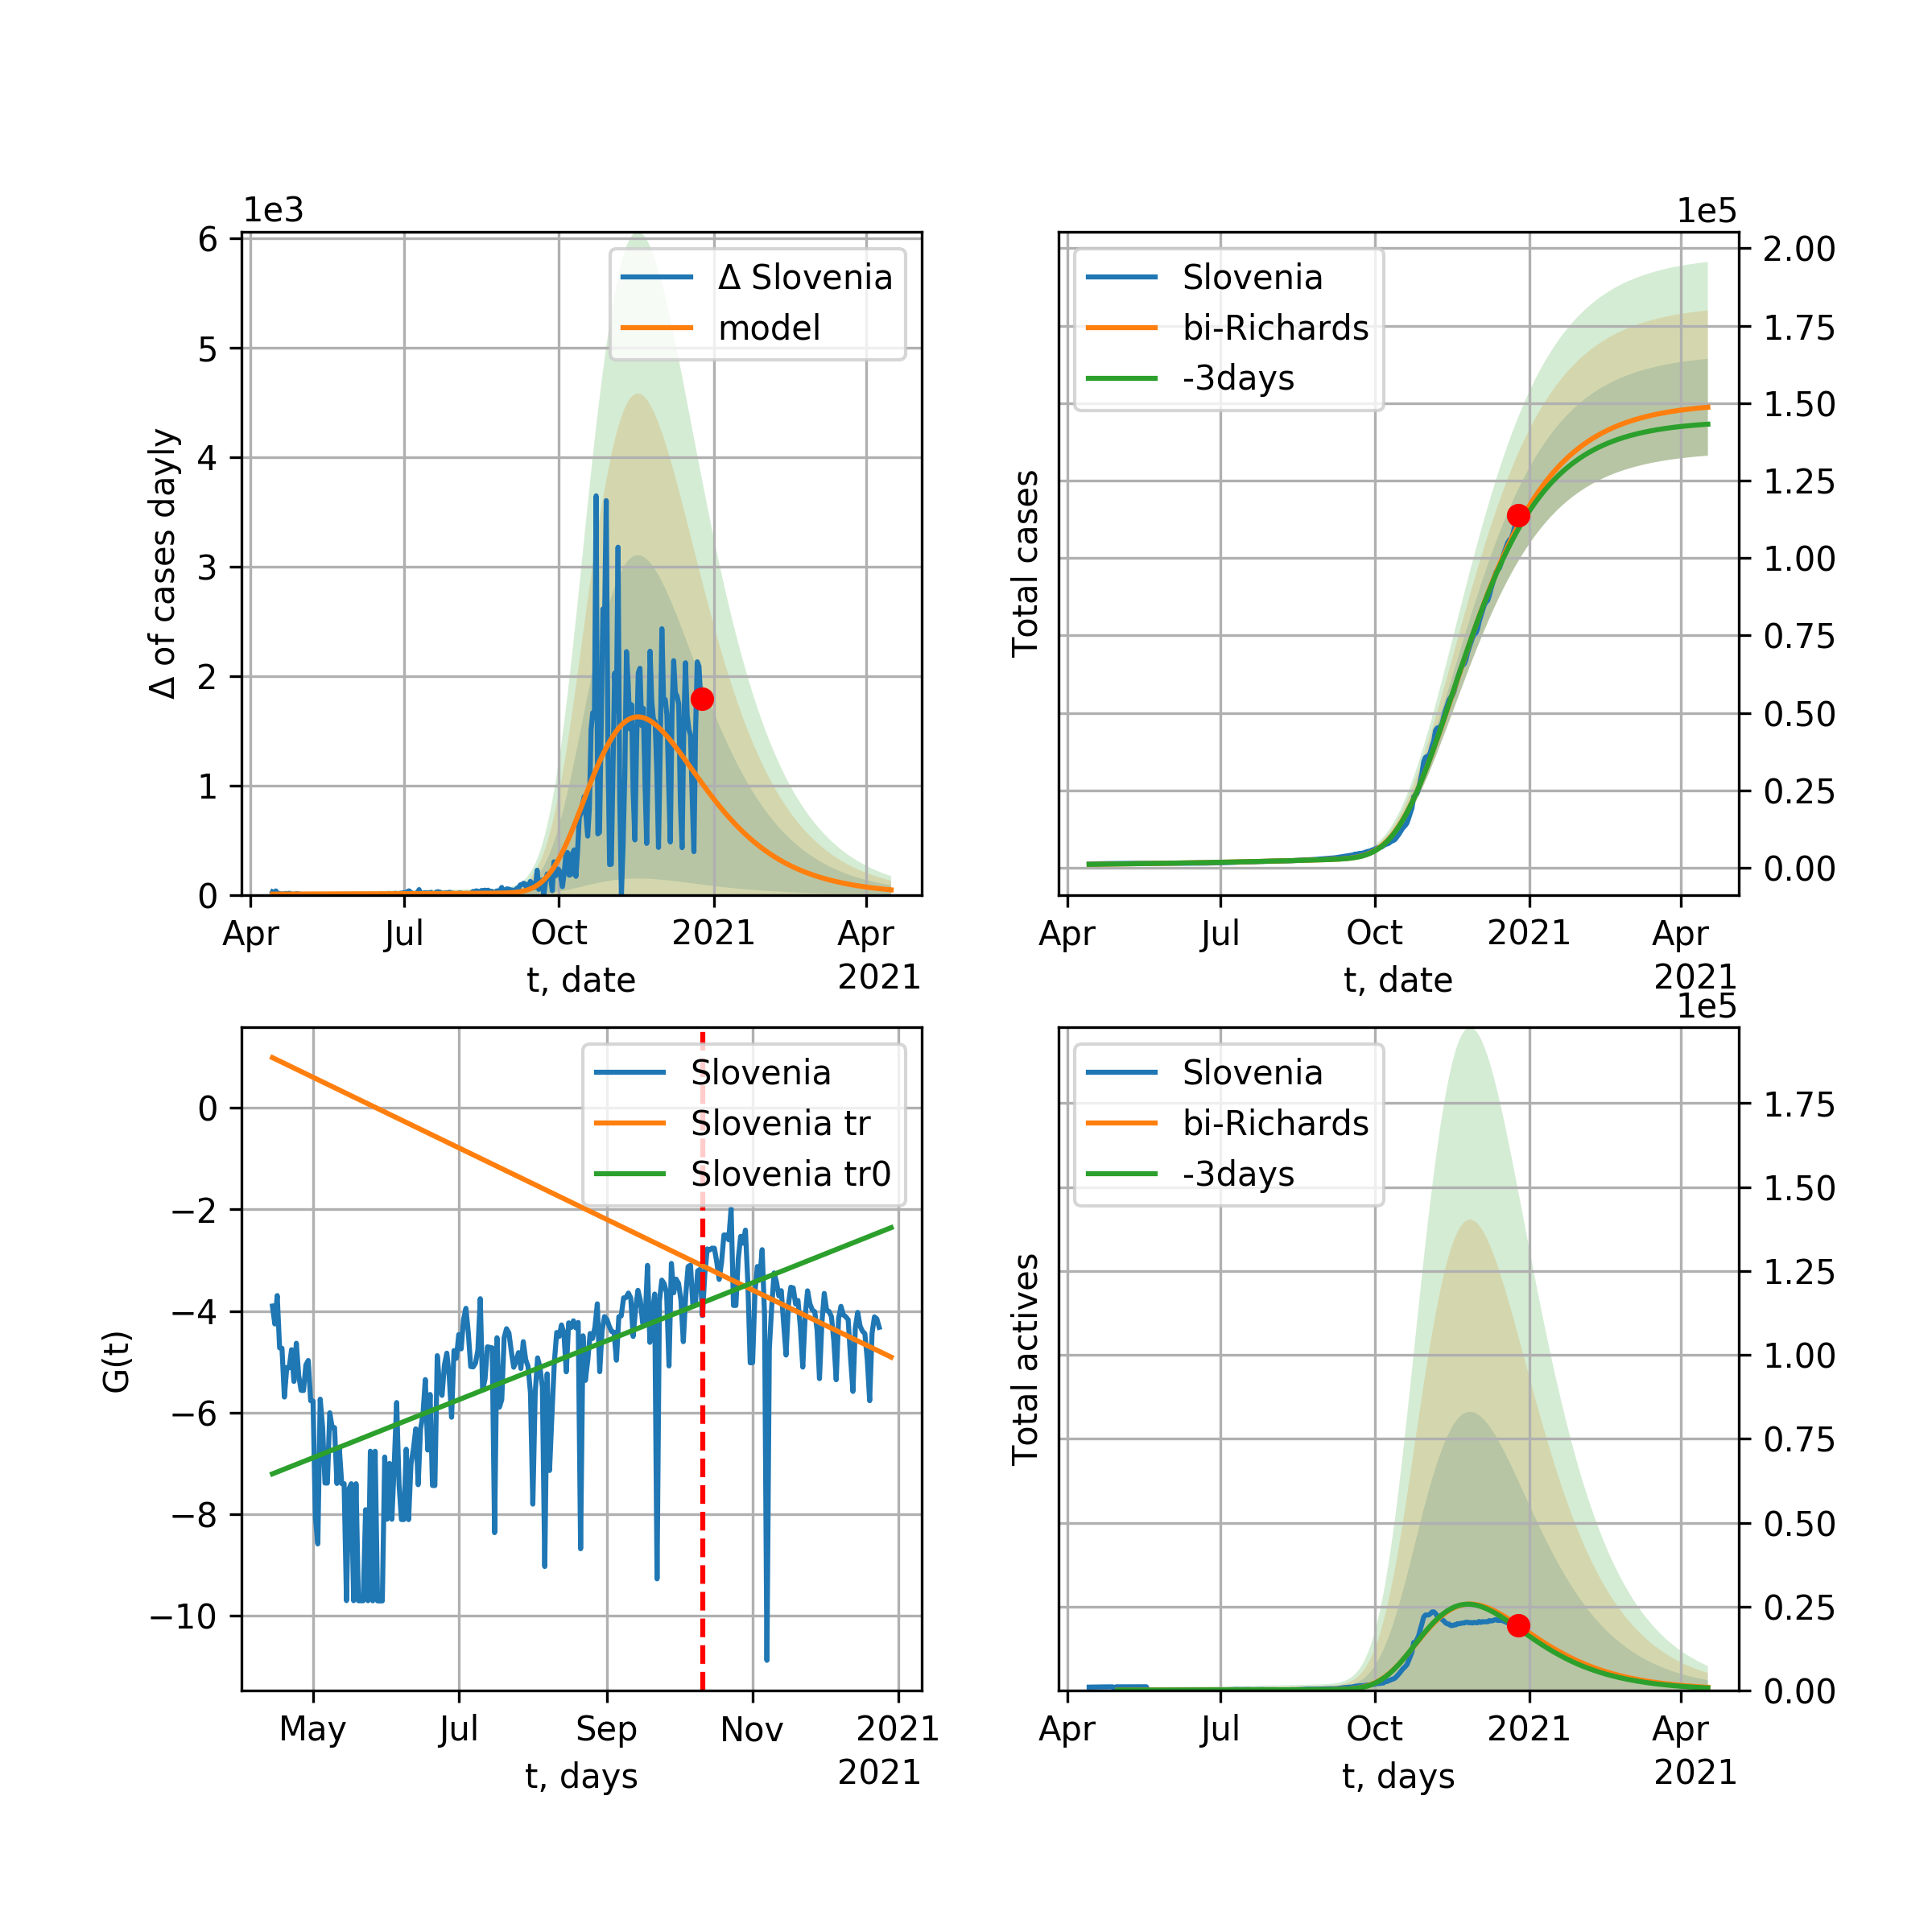 1e3
6
5
4
3
2
1
0
Δ of cases dayly
Δ Slovenia
model
Apr
Jul
Oct
2021
Apr
t, date
2021
1e5
2.00
1.75
1.50
1.25
1.00
0.75
0.50
0.25
0.00
Total cases
Slovenia
bi-Richards
-3days
Apr
Jul
Oct
2021
Apr
t, date
2021
0
−2
−4
−6
−8
−10
G(t)
Slovenia
Slovenia tr
Slovenia tr0
May
Jul
Sep
Nov
2021
t, days
2021
1e5
1.75
1.50
1.25
1.00
0.75
0.50
0.25
0.00
Total actives
Slovenia
bi-Richards
-3days
Apr
Jul
Oct
2021
Apr
t, days
2021